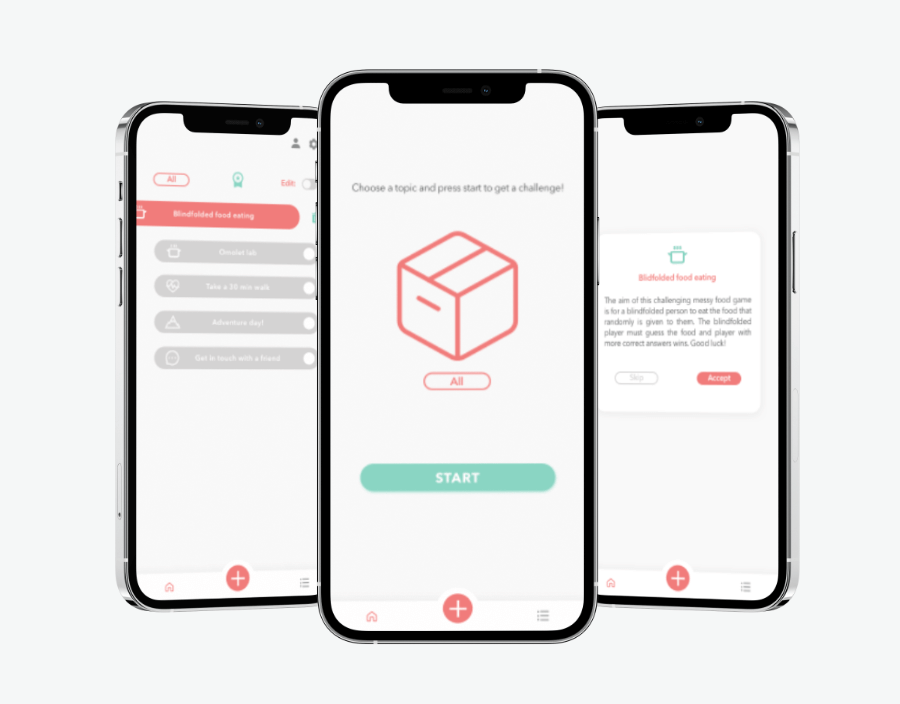 All
Edit:
Blindfolded food eating
Omelet lab
Take a 30 min walk
Adventure day!
Get in touch with a friend
Choose a topic and press start to get a challenge!
All
START
Blidfolded food eating
The aim of this challenging messy food game
is for a blindfolded person to eat the food that
randomly is given to them. The blindfolded
player must guess the food and player with
more correct answers wins. Good luck!
Skip
Accept